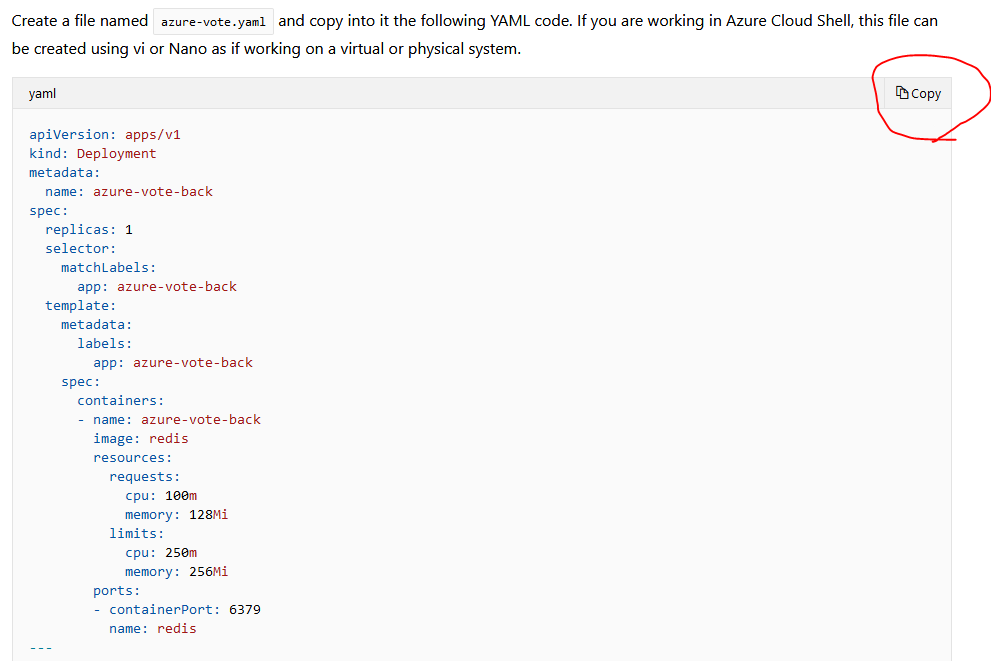 Create a file named azure-vote.yaml and copy into it the following YAML code. If you are working in Azure Cloud Shell, this file can
be created using vi or Nano as if working on a virtual or physical system.
yaml Copy
apiVersion: apps/v1
kind: Deployment
metadata:
  name: azure-vote-back
spec:
  replicas: 1
  selector:
    matchLabels:
      app: azure-vote-back
  template:
    metadata:
      labels:
        app: azure-vote-back
    spec:
      containers:
      - name: azure-vote-back
        image: redis
        resources:
          requests:
            cpu: 100m
            memory: 128Mi
          limits:
            cpu: 250m
            memory: 256Mi
        ports:
        - containerPort: 6379
          name: redis
---